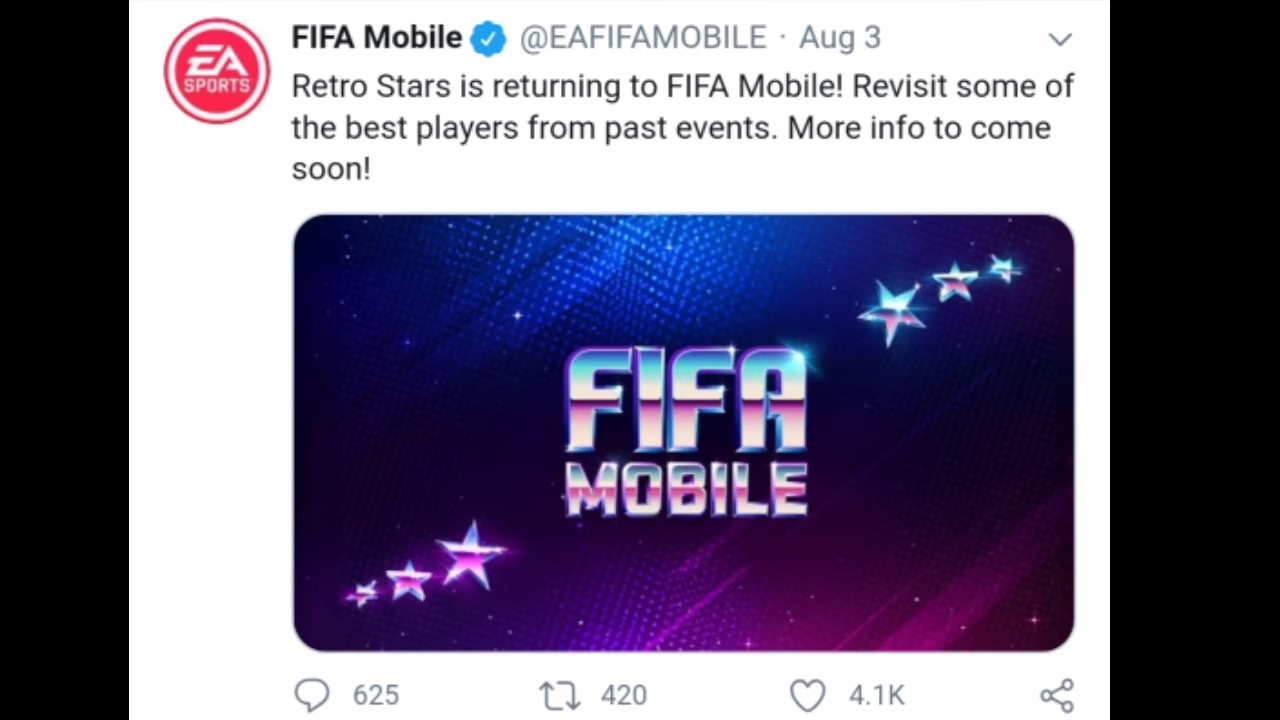 EA
SPORTS
FIFA Mobile @EAFIFAMOBILE · Aug 3
Retro Stars is returning to FIFA Mobile! Revisit some of
the best players from past events. More info to come
soon!
FIFA
MOBILE
625 420 4.1K